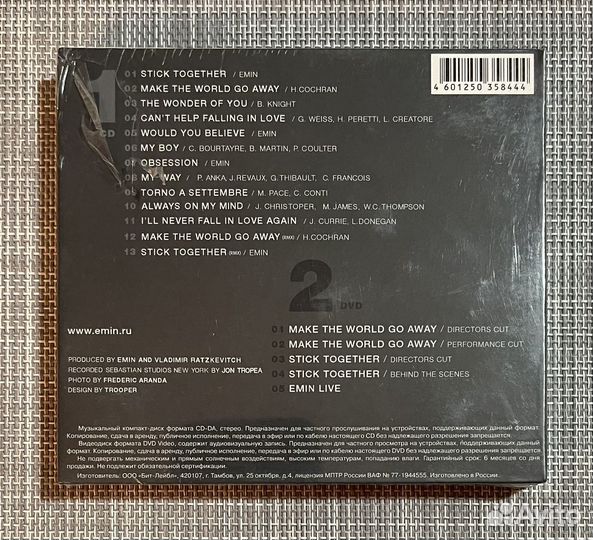 1
CD
01 STICK TOGETHER / EMIN
02 MAKE THE WORLD GO AWAY / H.COCHRAN
03 THE WONDER OF YOU / B. KNIGHT
04 CAN'T HELP FALLING IN LOVE / G. WEISS, H. PERETTI, L. CREATORE
05 WOULD YOU BELIEVE / EMIN
06 MY BOY / C. BOURTAYRE, B. MARTIN, P. COULTER
07 OBSESSION / EMIN
08 MY WAY / P. ANKA, J.REVAUX, G.THIBAULT, C. FRANCOIS
09 TORNO A SETTEMBRE / M. PACE, C. CONTI
10 ALWAYS ON MY MIND / J. CHRISTOPER, M. JAMES, W.C. THOMPSON
11 I'LL NEVER FALL IN LOVE AGAIN / J. CURRIE, L.DONEGAN
12 MAKE THE WORLD GO AWAY (RMX) / H.COCHRAN
13 STICK TOGETHER (RMX) / EMIN
4 601250 358444
2
DVD
01 MAKE THE WORLD GO AWAY / DIRECTORS CUT
02 MAKE THE WORLD GO AWAY / PERFORMANCE CUT
03 STICK TOGETHER / DIRECTORS CUT
04 STICK TOGETHER / BEHIND THE SCENES
05 EMIN LIVE
www.emin.ru
PRODUCED BY EMIN AND VLADIMIR RATZKEVITCH
RECORDED SEBASTIAN STUDIOS NEW YORK BY JON TROPEA
PHOTO BY FREDERIC ARANDA
DESIGN BY TROOPER
Музыкальный компакт-диск формата CD-DA, стерео. Предназначен для частного прослушивания на устройствах, поддерживающих данный формат.
Копирование, сдача в аренду, публичное исполнение, передача в эфир или по кабелю настоящего CD без надлежащего разрешения запрещается.
Видеодиск формата DVD Video, содержит аудиовизуальную запись. Предназначен для частного просмотра на устройствах, поддерживающих данный
формат. Копирование, сдача в аренду, публичное исполнение, передача в эфир или по кабелю настоящего DVD без надлежащего разрешения запрещается.
Не подвергать механическим и прямым солнечным воздействиям, высоким температурам, попаданию влаги. Гарантийный срок: 6 месяцев со дня
продажи. Не подлежит обязательной сертификации.
Изготовитель: ООО «Бит-Лейбл», 420107, г. Тамбов, ул. 25 октября, д.4, лицензия МПТР России ВАФ № 77-1944555. Изготовлено в России.
Avito